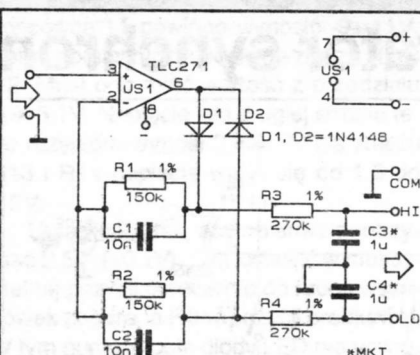 7
+
US1
4
-
3
+
TLC271
US1
6
2
-
8
D1
D2
D1, D2=1N4148
COM
R1 1%
150k
C1
10n
R3 1%
270k
HI
C3*
1u
R2 1%
150k
C4*
1u
R4 1%
270k
LO
C2
10n
*MKT